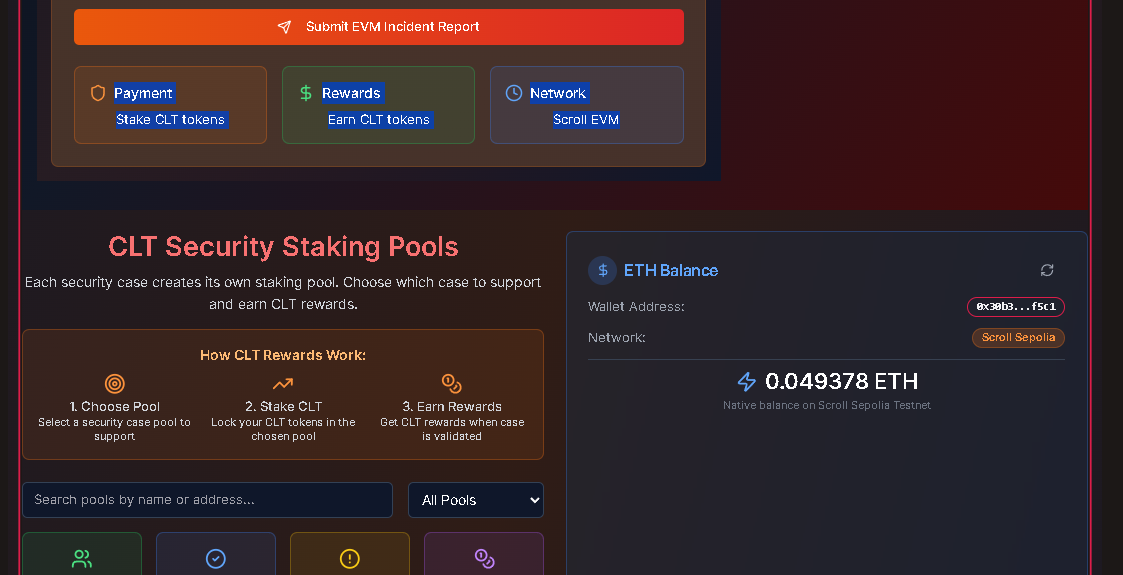 Submit EVM Incident Report
Payment
Stake CLT tokens
Rewards
Earn CLT tokens
Network
Scroll EVM
CLT Security Staking Pools
Each security case creates its own staking pool. Choose which case to support
and earn CLT rewards.
How CLT Rewards Work:
1. Choose Pool
Select a security case pool to
support
2. Stake CLT
Lock your CLT tokens in the
chosen pool
3. Earn Rewards
Get CLT rewards when case
is validated
Search pools by name or address...
All Pools
ETH Balance
Wallet Address:
0x30b3...f5c1
Network:
Scroll Sepolia
0.049378 ETH
Native balance on Scroll Sepolia Testnet